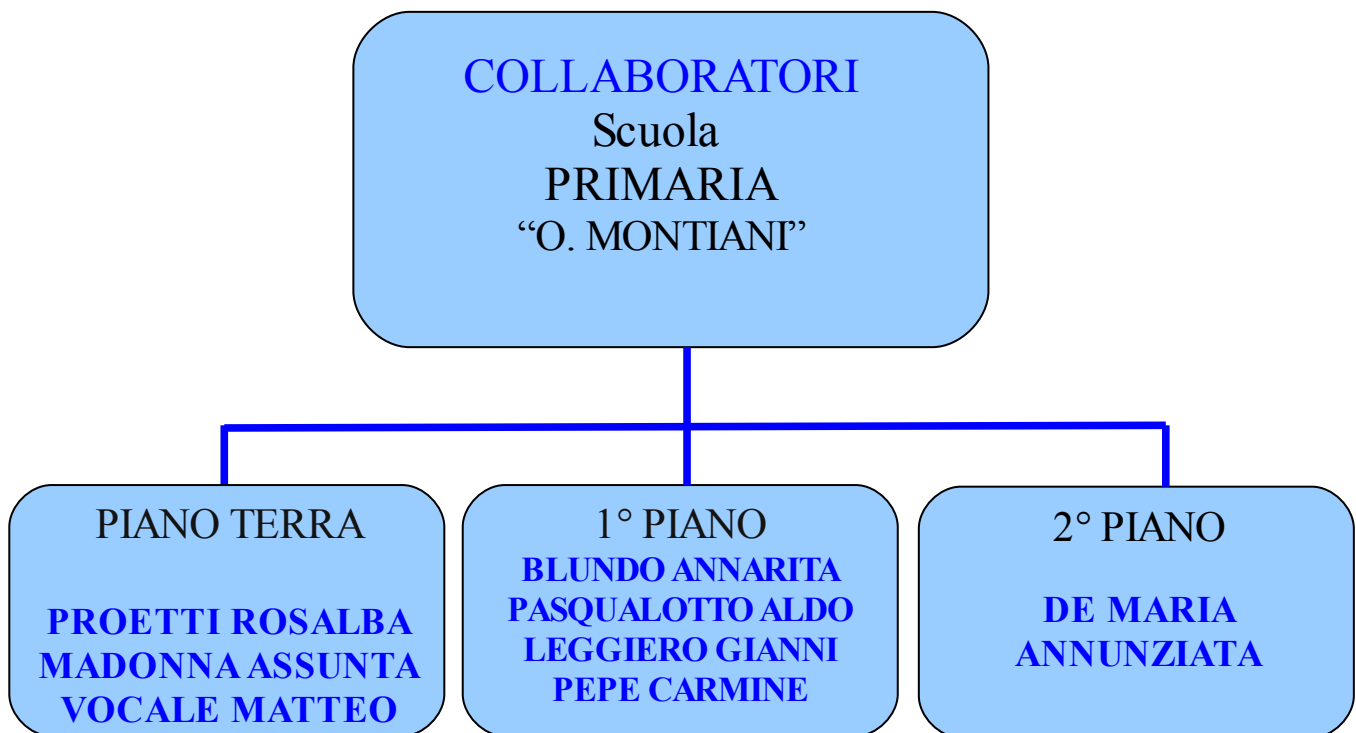 COLLABORATORI
Scuola
PRIMARIA
“O. MONTIANI”
PIANO TERRA
PROETTI ROSALBA
MADONNA ASSUNTA
VOCALE MATTEO
1° PIANO
BLUNDO ANNARITA
PASQUALOTTO ALDO
LEGGIERO GIANNI
PEPE CARMINE
2° PIANO
DE MARIA
ANNUNZIATA